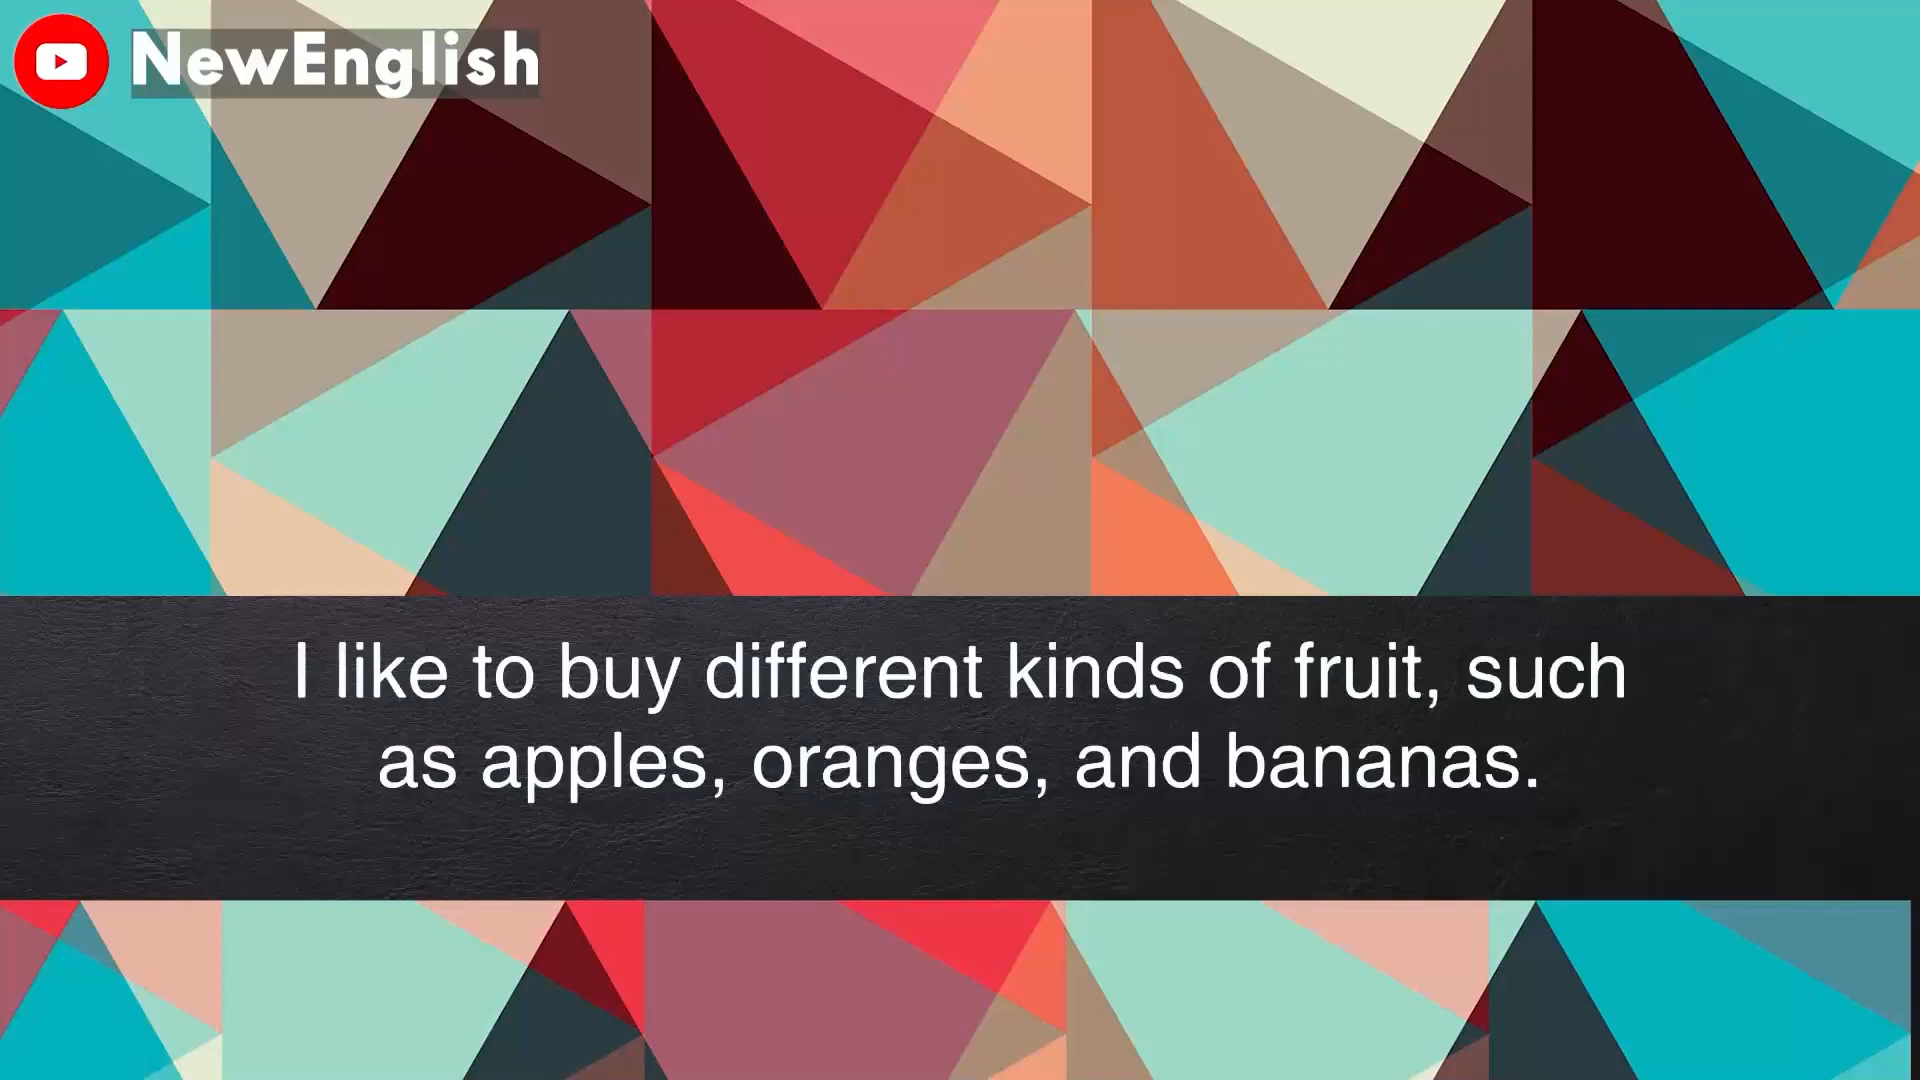 NewEnglish
I like to buy different kinds of fruit, such
as apples, oranges, and bananas.